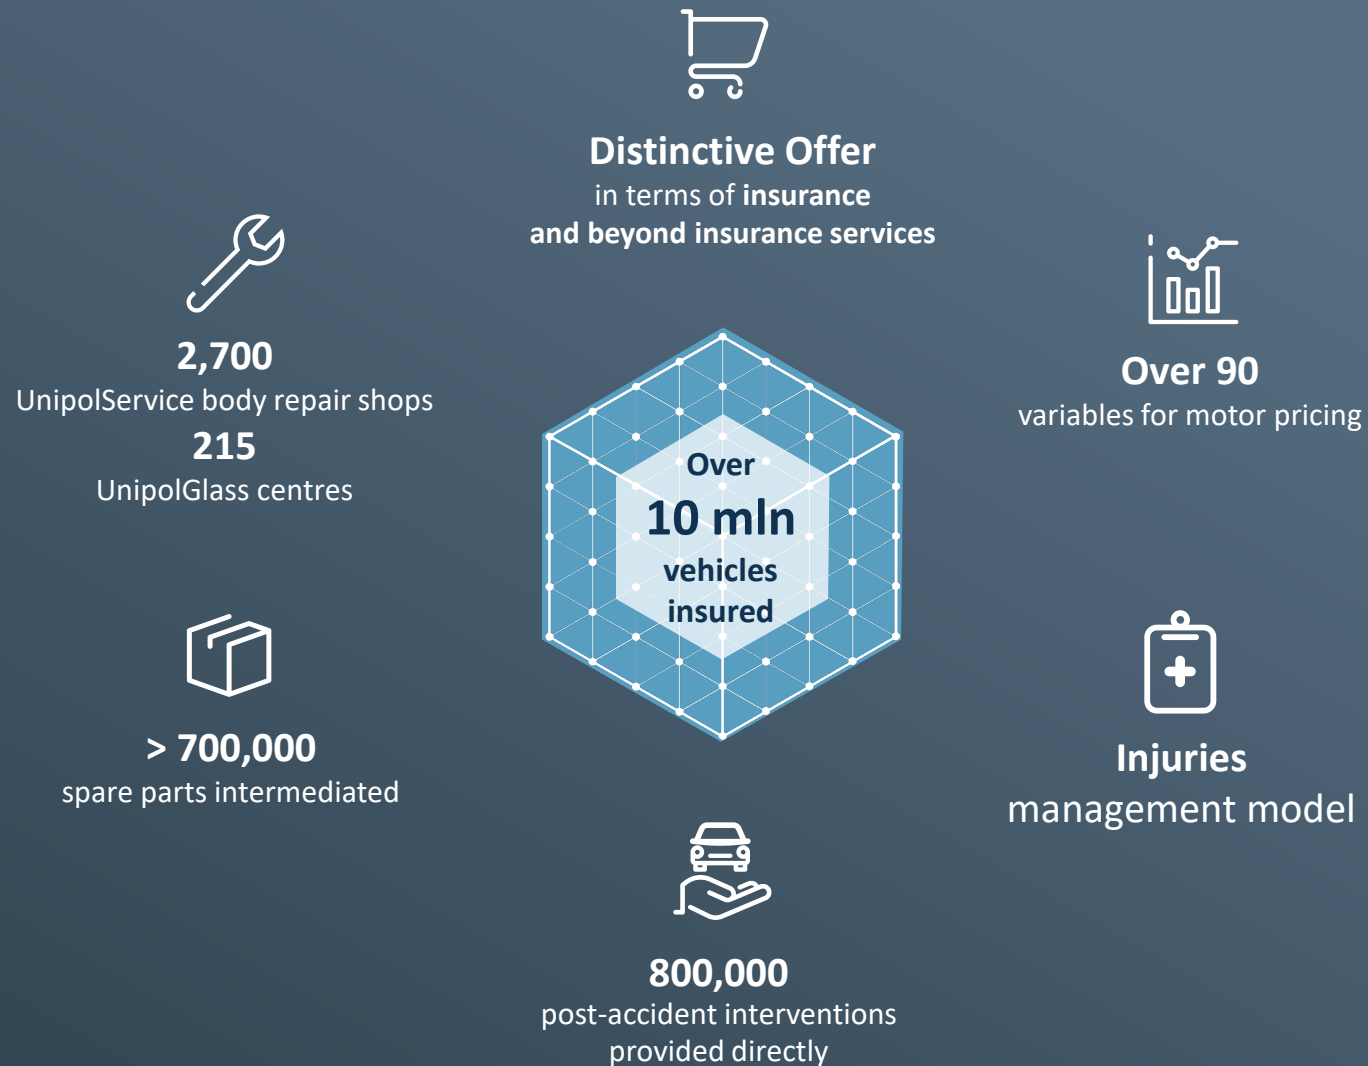 Distinctive Offer
in terms of insurance
and beyond insurance services
2,700
UnipolService body repair shops
215
UnipolGlass centres
Over 90
variables for motor pricing
Over
10 mln
vehicles
insured
> 700,000
spare parts intermediated
Injuries
management model
800,000
post-accident interventions
provided directly